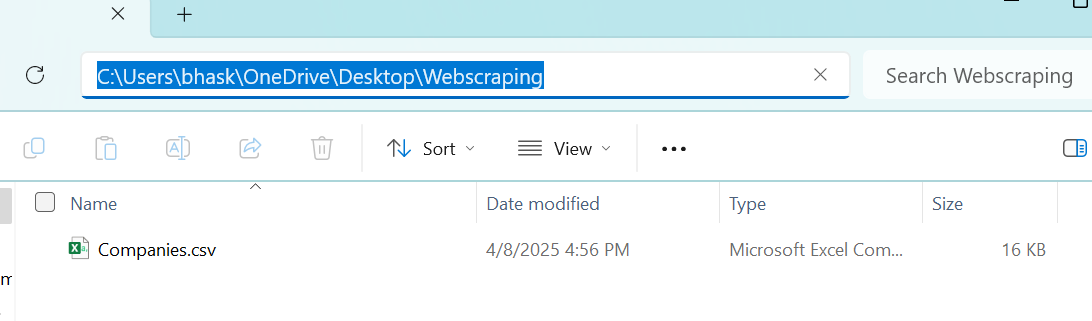 C:\Users\bhask\OneDrive\Desktop\Webscraping
Search Webscraping
Sort
View
Name
Date modified
Type
Size
Companies.csv
4/8/2025 4:56 PM
Microsoft Excel Com...
16 KB